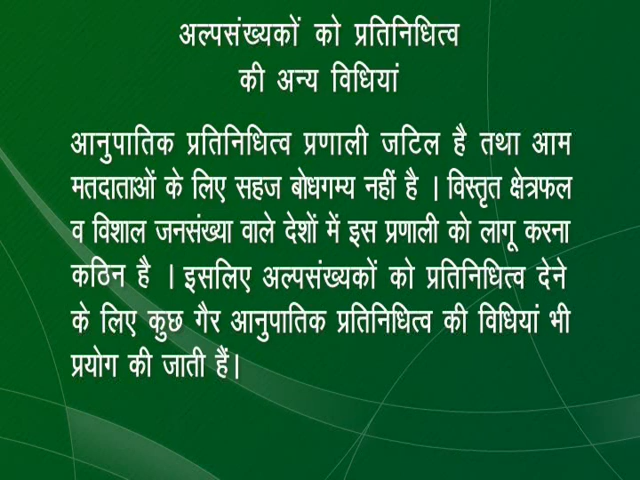 अल्पसंख्यकों को प्रतिनिधित्व
की अन्य विधियां
आनुपातिक प्रतिनिधित्व प्रणाली जटिल है तथा आम
मतदाताओं के लिए सहज बोधगम्य नहीं है । विस्तृत क्षेत्रफल
व विशाल जनसंख्या वाले देशों में इस प्रणाली को लागू करना
कठिन है । इसलिए अल्पसंख्यकों को प्रतिनिधित्व देने
के लिए कुछ गैर आनुपातिक प्रतिनिधित्व की विधियां भी
प्रयोग की जाती हैं।